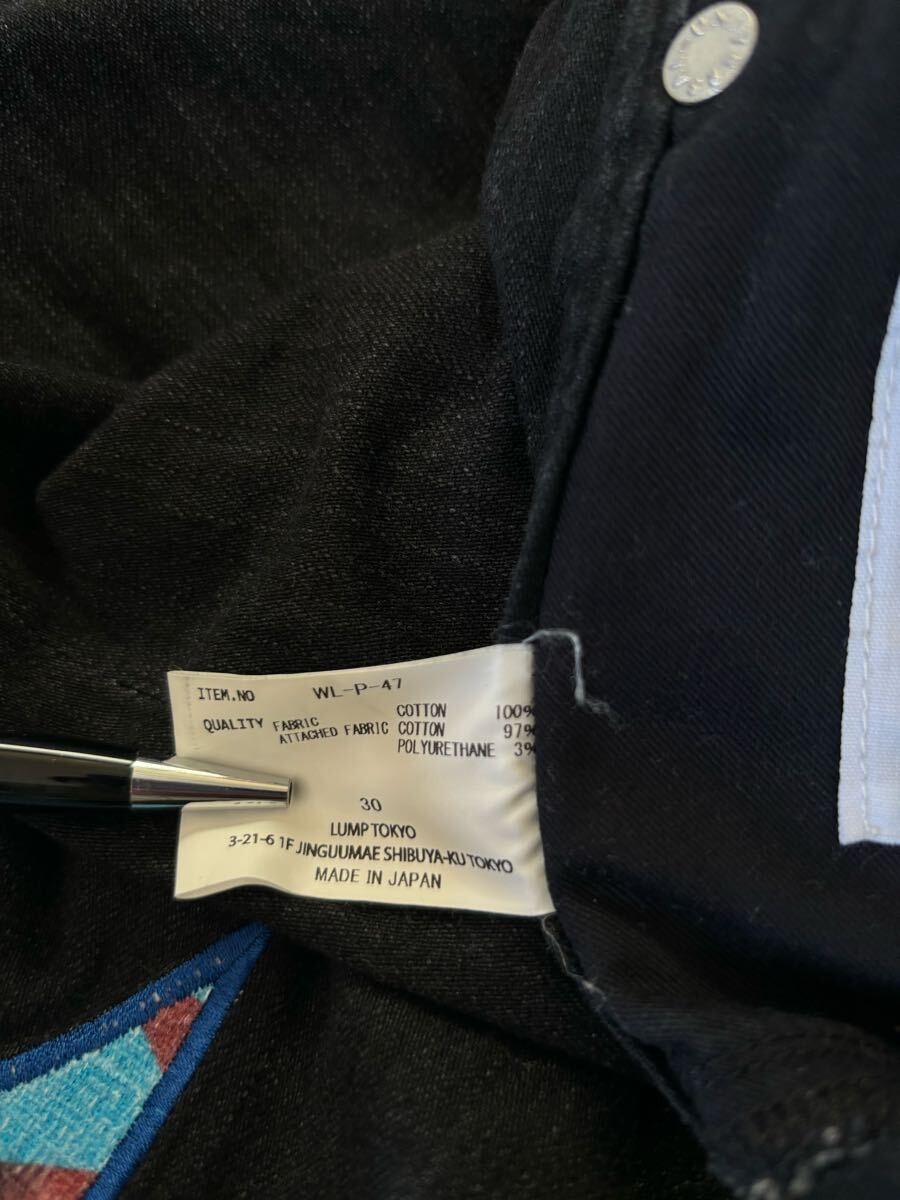 ITEM.NO WL-P-47
QUALITY FABRIC COTTON 100%
ATTACHED FABRIC COTTON 97%
POLYURETHANE 3%
30
LUMP TOKYO
3-21-6 1F JINGUUMAE SHIBUYA-KU TOKYO
MADE IN JAPAN